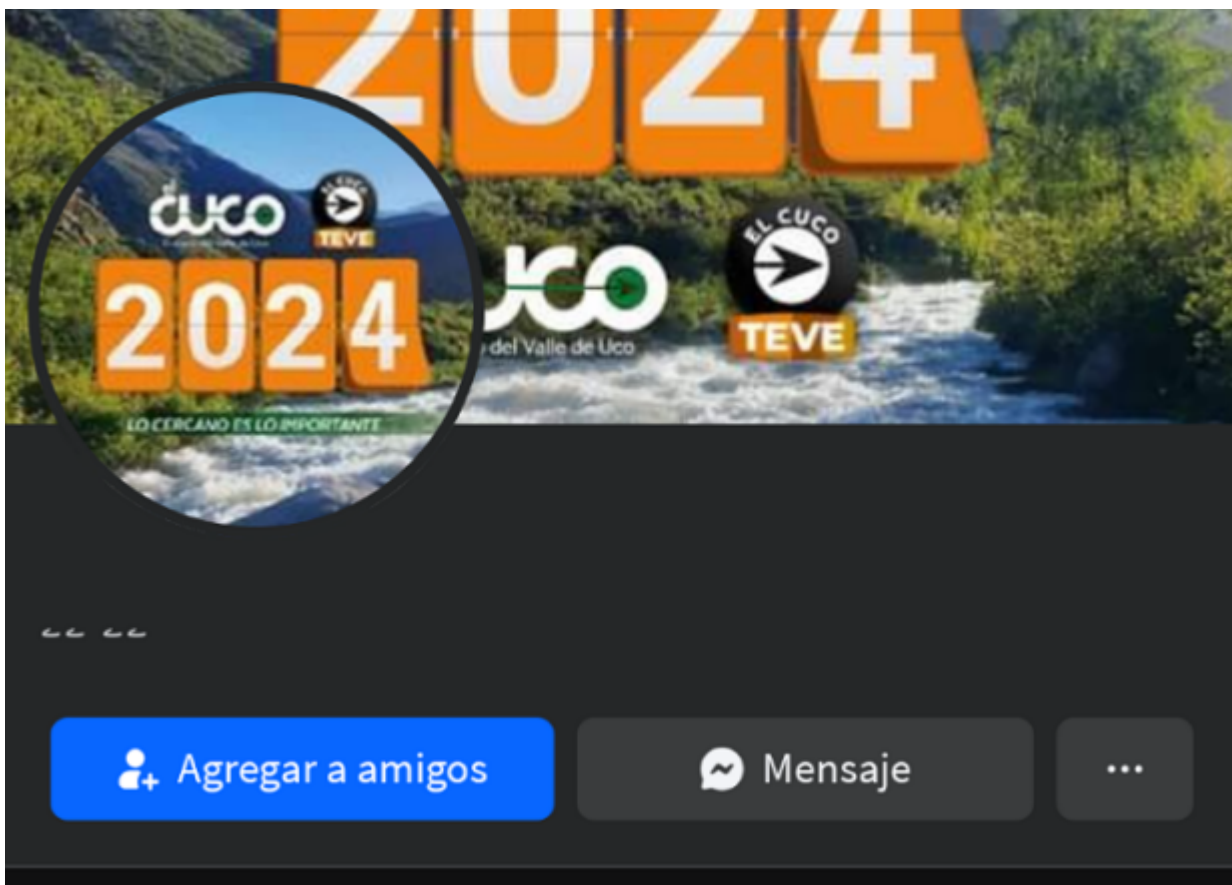 2024
CUCO
EL CUCO
TEVE
2024
LO CERCANO ES LO IMPORTANTE
UCO
del Valle de Uco
EL CUCO
TEVE
Agregar a amigos
Mensaje